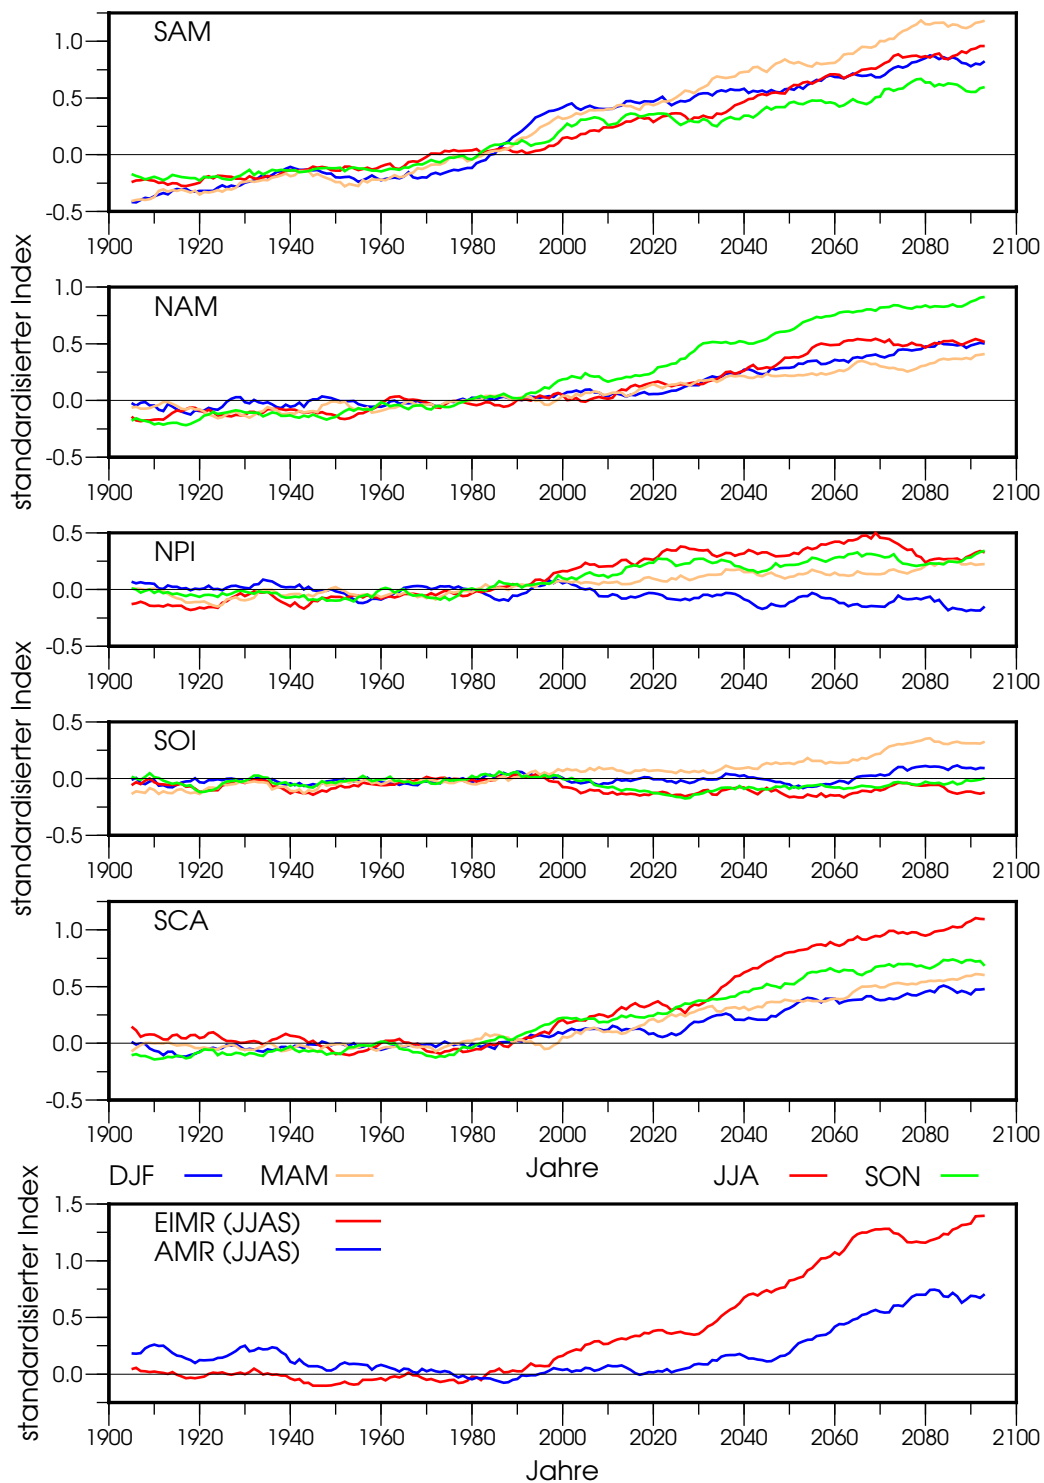 SAM
1.0
0.5
0.0
-0.5
1900 1920 1940 1960 1980 2000 2020 2040 2060 2080 2100
standardisierter Index
NAM
1.0
0.5
0.0
-0.5
1900 1920 1940 1960 1980 2000 2020 2040 2060 2080 2100
NPI
0.5
0.0
-0.5
1900 1920 1940 1960 1980 2000 2020 2040 2060 2080 2100
standardisierter Index
SOI
0.5
0.0
-0.5
1900 1920 1940 1960 1980 2000 2020 2040 2060 2080 2100
SCA
1.0
0.5
0.0
-0.5
1900 1920 1940 1960 1980 2000 2020 2040 2060 2080 2100
Jahre
DJF MAM JJA SON
standardisierter Index
1.5
EIMR (JJAS)
AMR (JJAS)
1.0
0.5
0.0
1900 1920 1940 1960 1980 2000 2020 2040 2060 2080 2100
Jahre